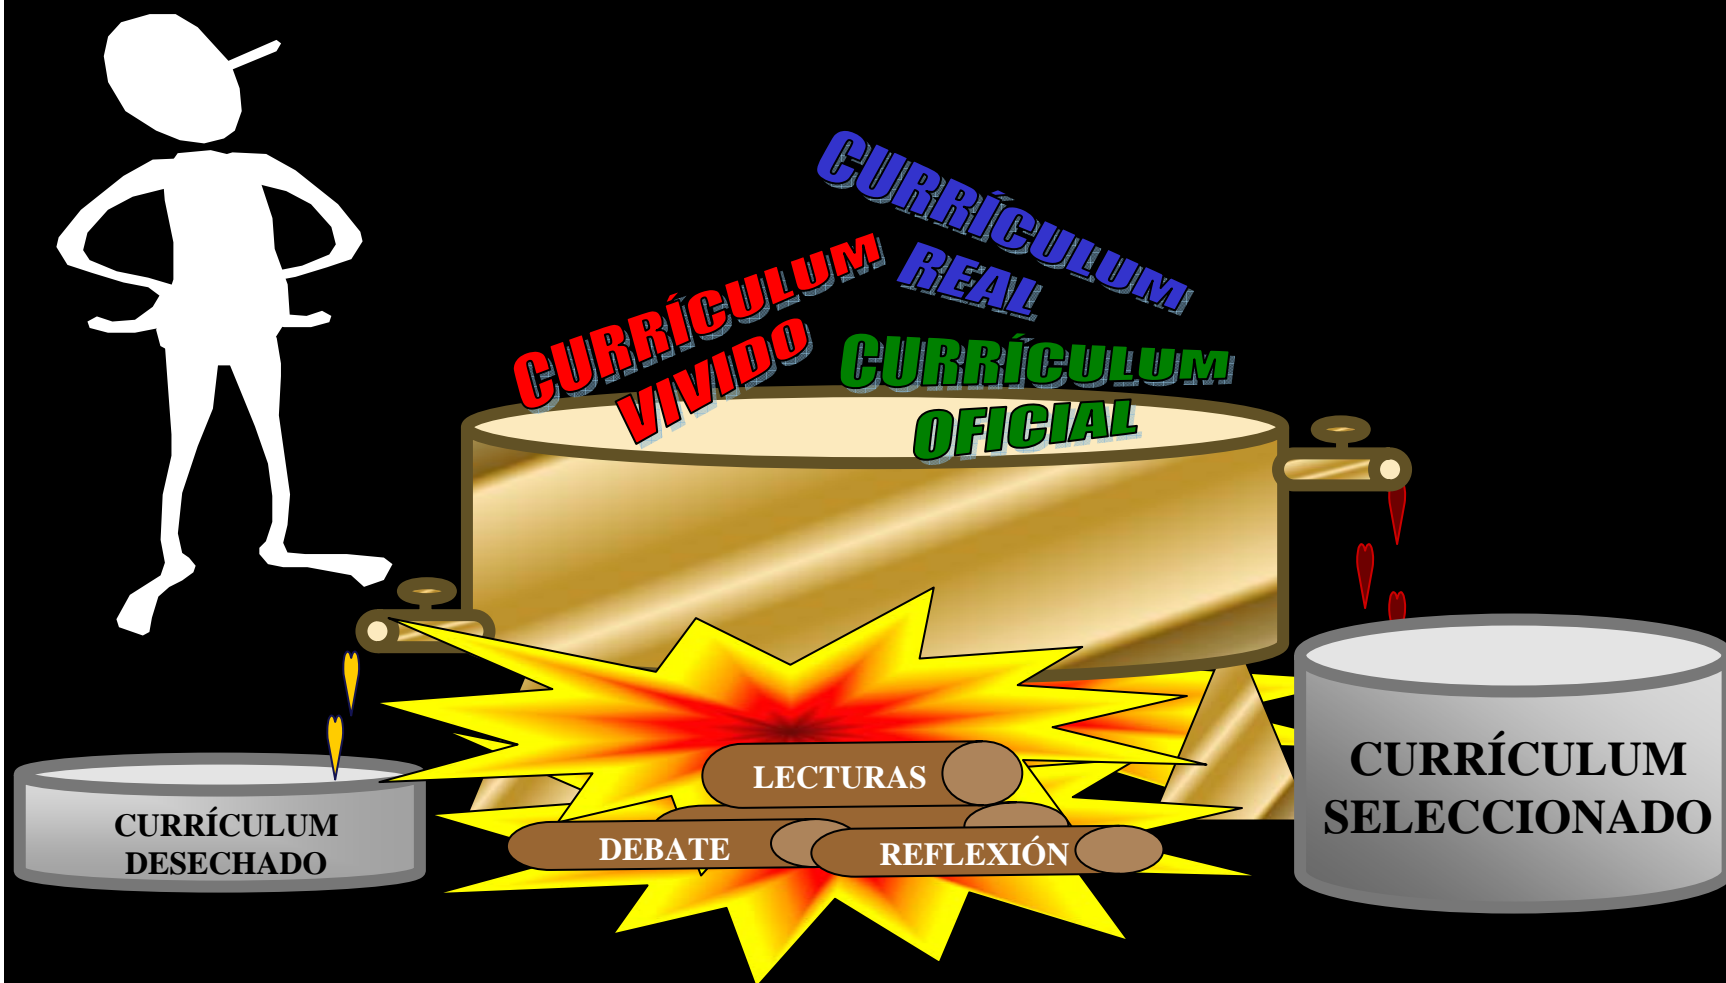 CURRÍCULUM
REAL
CURRÍCULUM
VIVIDO
CURRÍCULUM
OFICIAL
LECTURAS
DEBATE
REFLEXIÓN
CURRÍCULUM
DESECHADO
CURRÍCULUM
SELECCIONADO